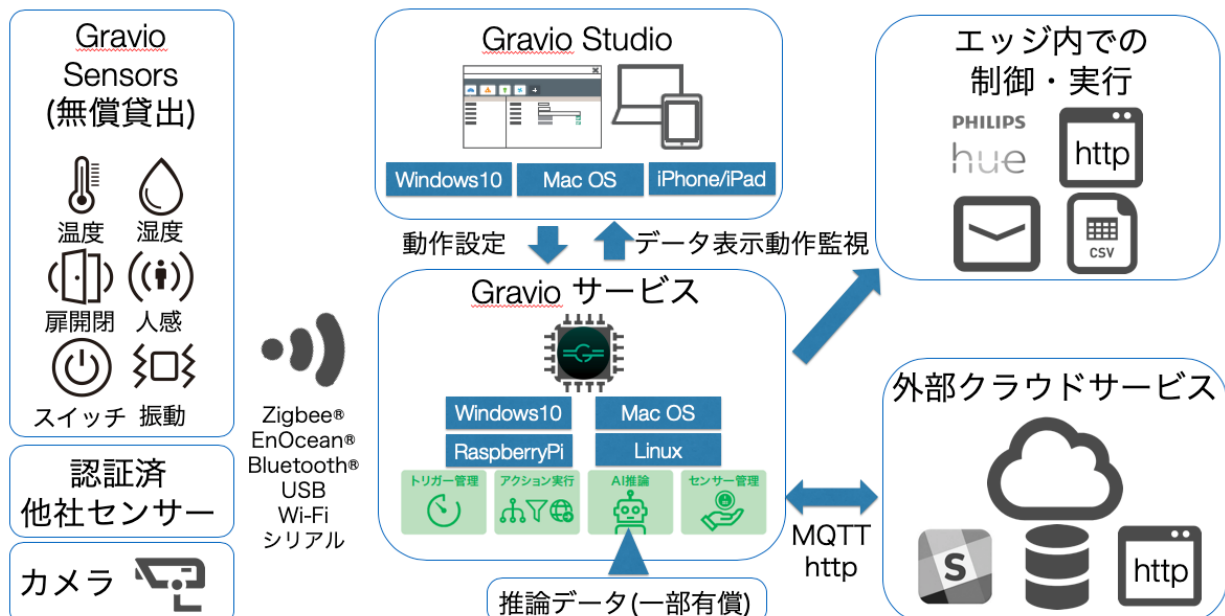 Gravio
Sensors
(無償貸出)
温度
湿度
扉開閉
人感
スイッチ
振動
認証済
他社センサー
カメラ
Zigbee®
EnOcean®
Bluetooth®
USB
Wi-Fi
シリアル
Gravio Studio
Windows10
Mac OS
iPhone/iPad
動作設定
データ表示動作監視
Gravio サービス
G
Windows10
Mac OS
RaspberryPi
Linux
トリガー管理
アクション実行
AI推論
センサー管理
推論データ(一部有償)
エッジ内での
制御・実行
PHILIPS
hue
http
CSV
MQTT
http
外部クラウドサービス
S
http